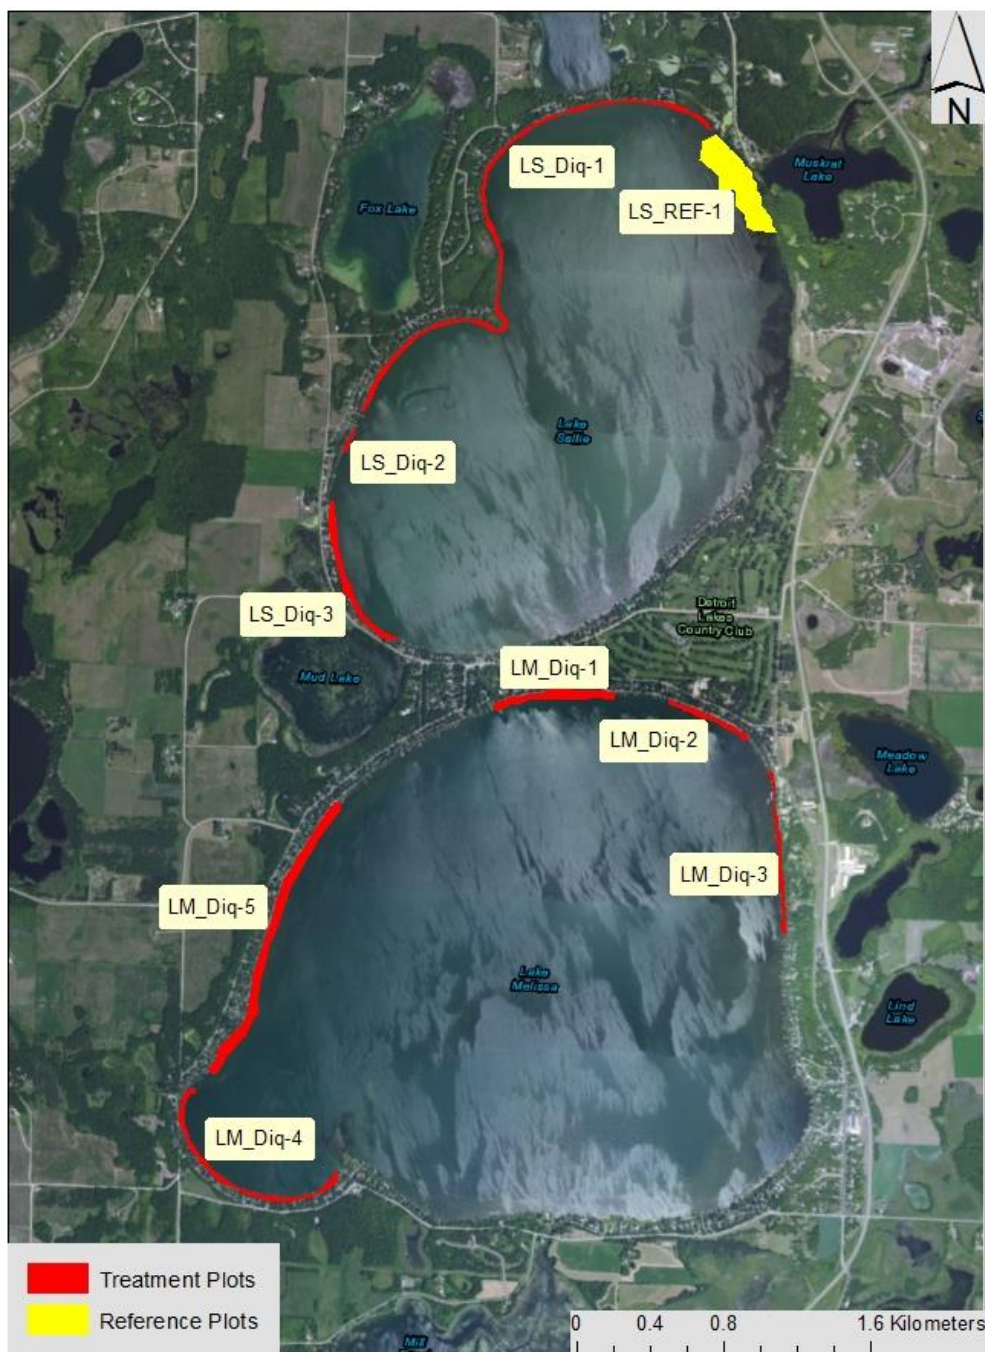 N
LS_Diq-1
Muskrat
Lake
Fox Lake
LS_REF-1
Lake
Sallie
LS_Diq-2
LS_Diq-3
Detroit
Lakes
Country Club
LM_Diq-1
Mud Lake
LM_Diq-2
Meadow
Lake
LM_Diq-3
LM_Diq-5
Lake
Melissa
Lind
Lake
LM_Diq-4
Treatment Plots
Reference Plots
0 0.4 0.8 1.6 Kilometers
Mill